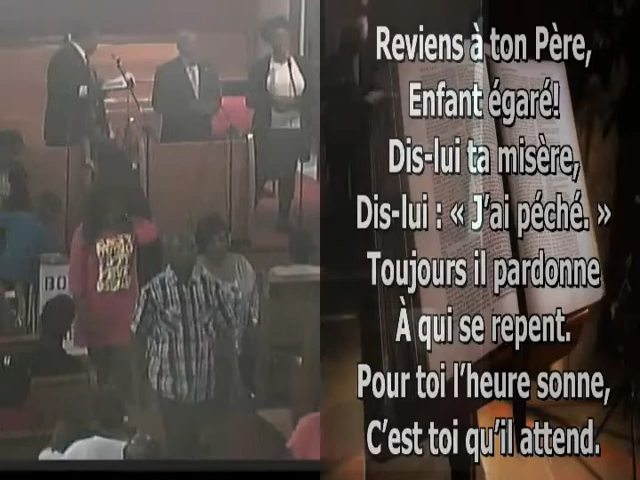 Reviens à ton Père,
Enfant égaré!
Dis-lui ta misère,
Dis-lui : « J'ai péché. »
Toujours il pardonne
À qui se repent.
Pour toi l'heure sonne,
C'est toi qu'il attend.
BO